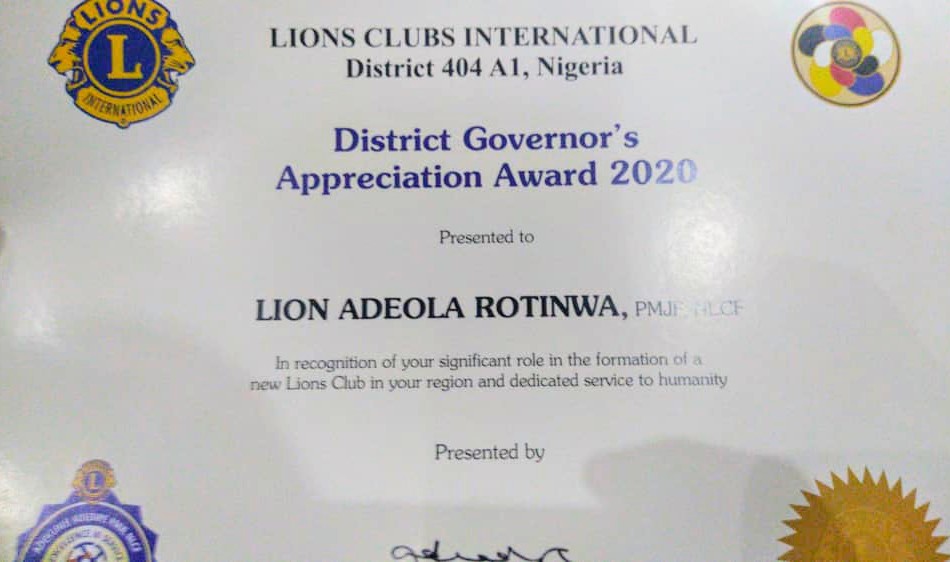 LIONS
L
INTERNATIONAL
LIONS CLUBS INTERNATIONAL
District 404 A1, Nigeria
District Governor's
Appreciation Award 2020
Presented to
LION ADEOLA ROTINWA, PMJF, NLCF
In recognition of your significant role in the formation of a
new Lions Club in your region and dedicated service to humanity
Presented by